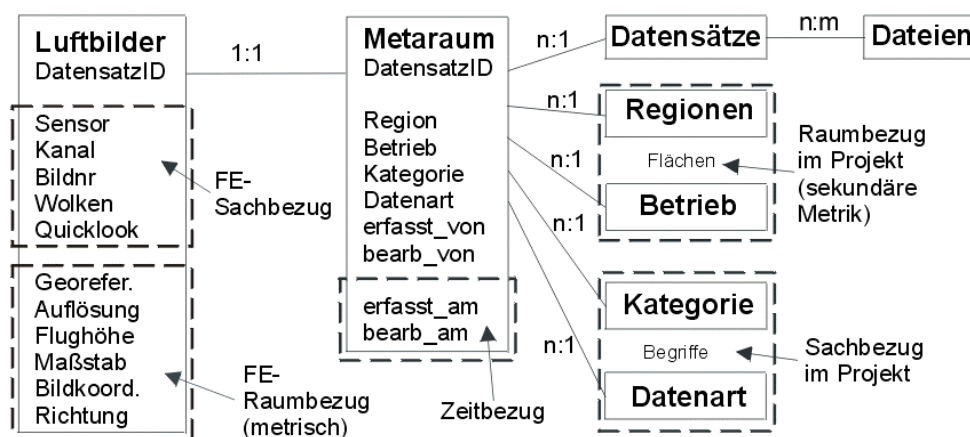 Luftbilder
DatensatzID
Sensor
Kanal
Bildnr
Wolken
Quicklook
Georefer.
Auflösung
Flughöhe
Maßstab
Bildkoord.
Richtung
1:1
FE-
Sachbezug
FE-
Raumbezug
(metrisch)
Metaraum
DatensatzID
Region
Betrieb
Kategorie
Datenart
erfasst_von
bearb_von
erfasst_am
bearb_am
Zeitbezug
n:1
n:1
n:1
n:1
n:1
Datensätze
n:m
Dateien
Regionen
Flächen
Betrieb
Raumbezug
im Projekt
(sekundäre
Metrik)
Kategorie
Begriffe
Datenart
Sachbezug
im Projekt